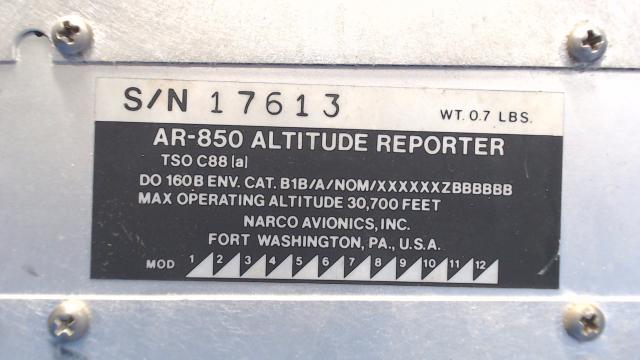 S/N 17613 WT. 0.7 LBS.
AR-850 ALTITUDE REPORTER
TSO C88 (a)
DO 160B ENV. CAT. B1B/A/NOM/XXXXXXZBBBBBB
MAX OPERATING ALTITUDE 30,700 FEET
NARCO AVIONICS, INC.
FORT WASHINGTON, PA., U.S.A.
MOD 1 2 3 4 5 6 7 8 9 10 11 12